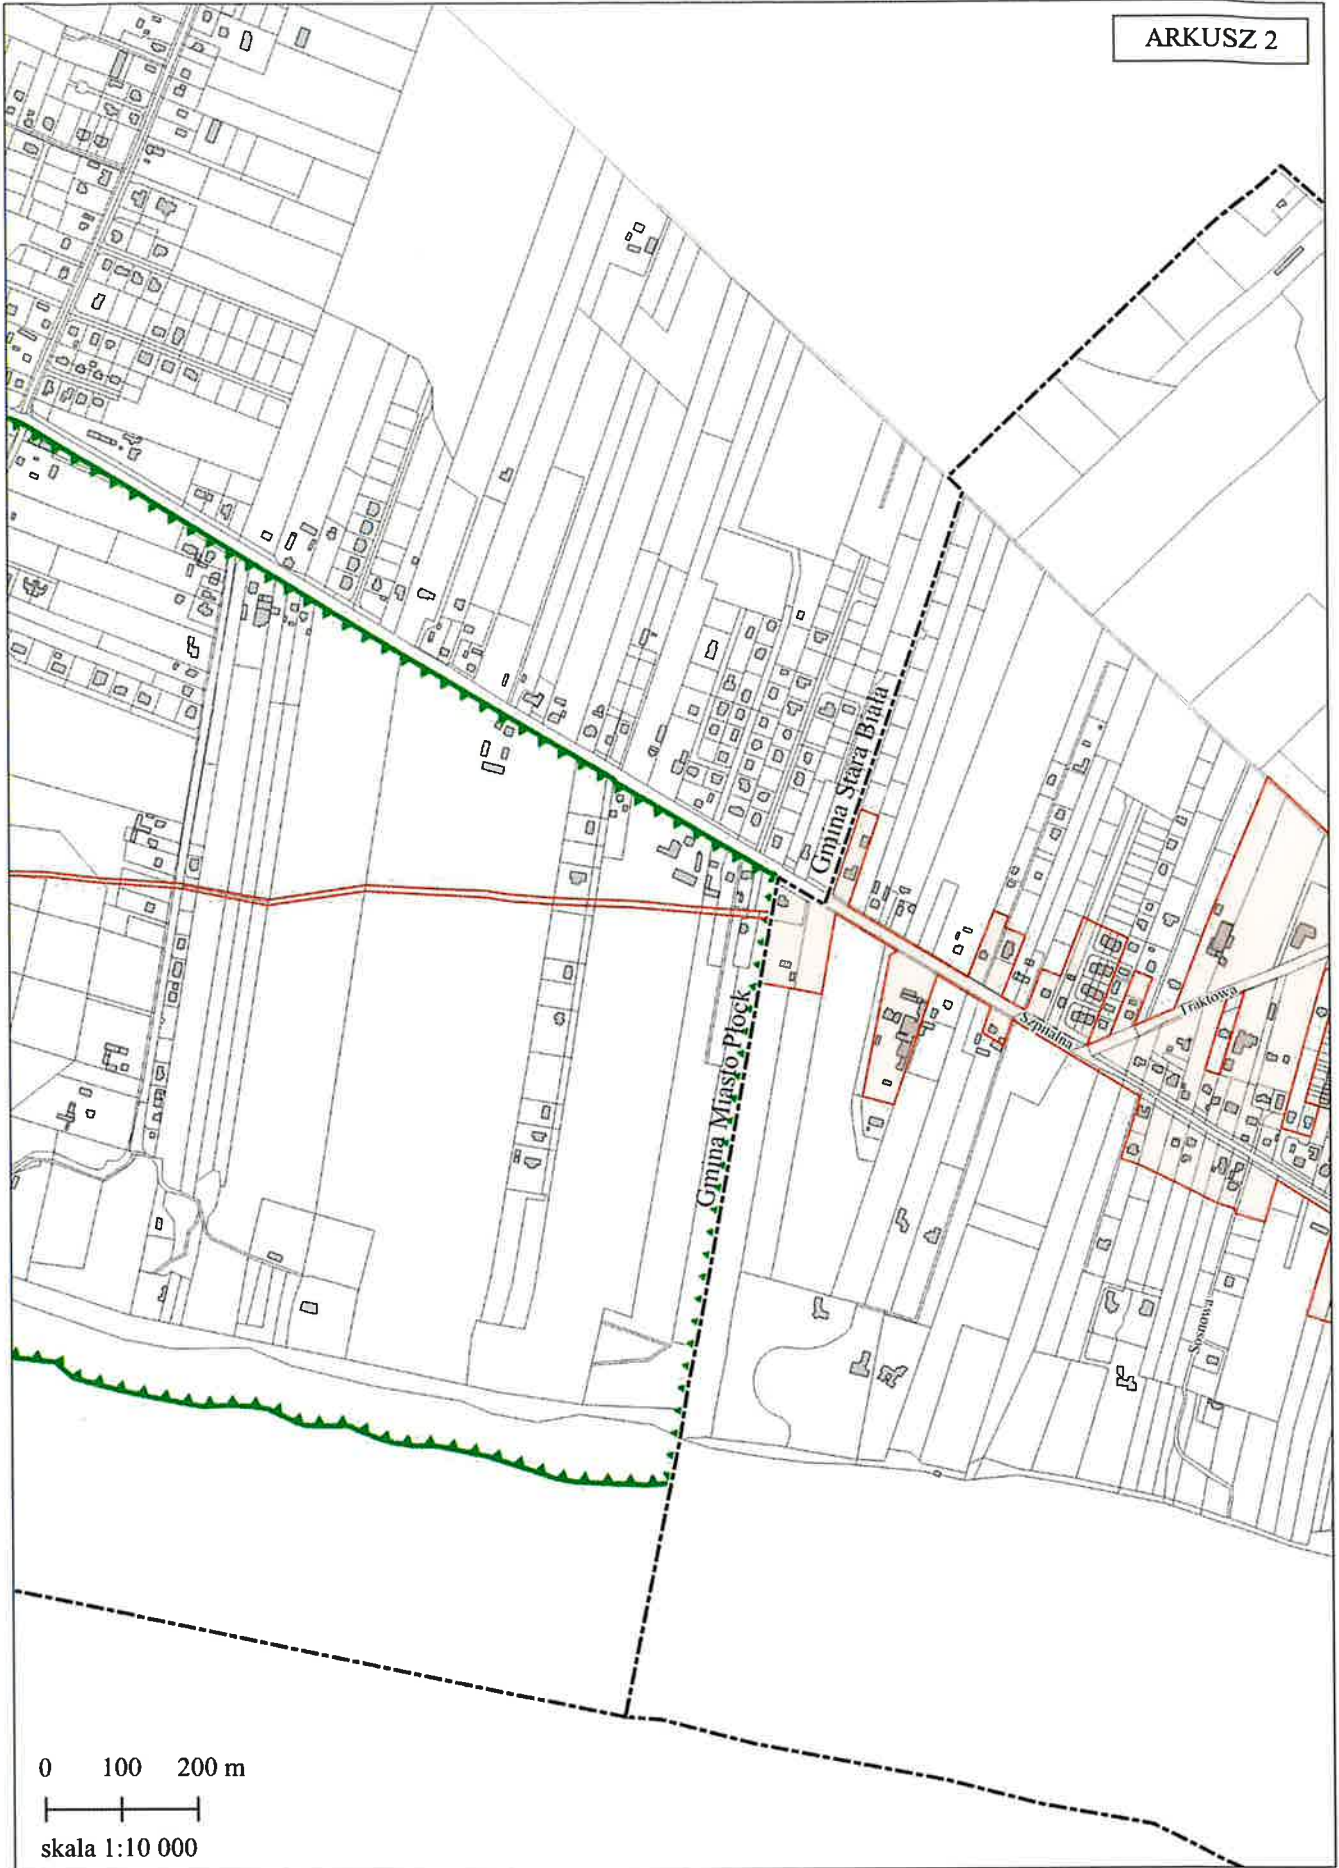 ARKUSZ 2
Gmina Stara Biała
Traktowa
Szpitalna
Gmina Miasto Płock
Sosnowa
0 100 200 m
skala 1:10 000